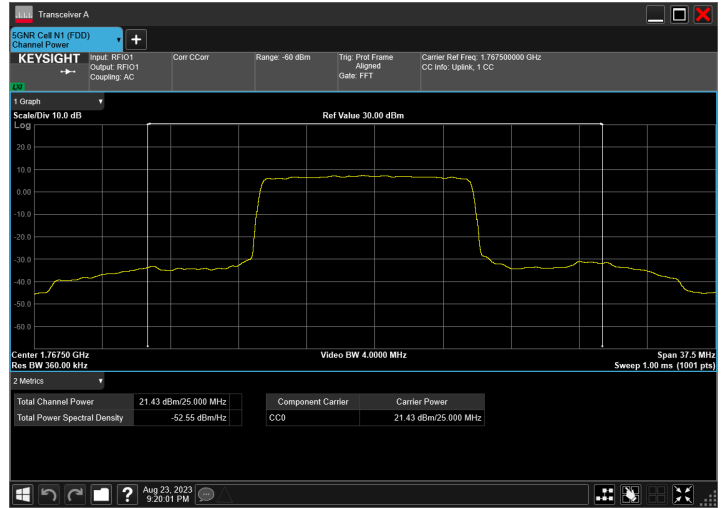 Transceiver A
5GNR Cell N1 (FDD)
Channel Power
KEYSIGHT
Input: RFIO1
Output: RFIO1
Coupling: AC
Corr CCorr
Range: -60 dBm
Trig: Prot Frame
Aligned
Gate: FFT
Carrier Ref Freq: 1.767500000 GHz
CC Info: Uplink, 1 CC
LXI
1 Graph
Scale/Div 10.0 dB
Ref Value 30.00 dBm
Log
20.0
10.0
0.00
-10.0
-20.0
-30.0
-40.0
-50.0
-60.0
Center 1.76750 GHz
Video BW 4.0000 MHz
Span 37.5 MHz
Res BW 360.00 kHz
Sweep 1.00 ms (1001 pts)
2 Metrics
Total Channel Power 21.43 dBm/25.000 MHz
Total Power Spectral Density -52.55 dBm/Hz
Component Carrier Carrier Power
CC0 21.43 dBm/25.000 MHz
Aug 23, 2023
9:20:01 PM